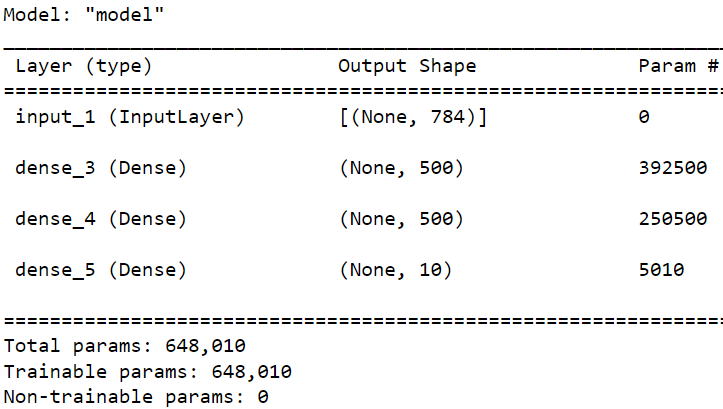 Model: "model"
Layer (type) Output Shape Param #
input_1 (InputLayer) [(None, 784)] 0
dense_3 (Dense) (None, 500) 392500
dense_4 (Dense) (None, 500) 250500
dense_5 (Dense) (None, 10) 5010
Total params: 648,010
Trainable params: 648,010
Non-trainable params: 0